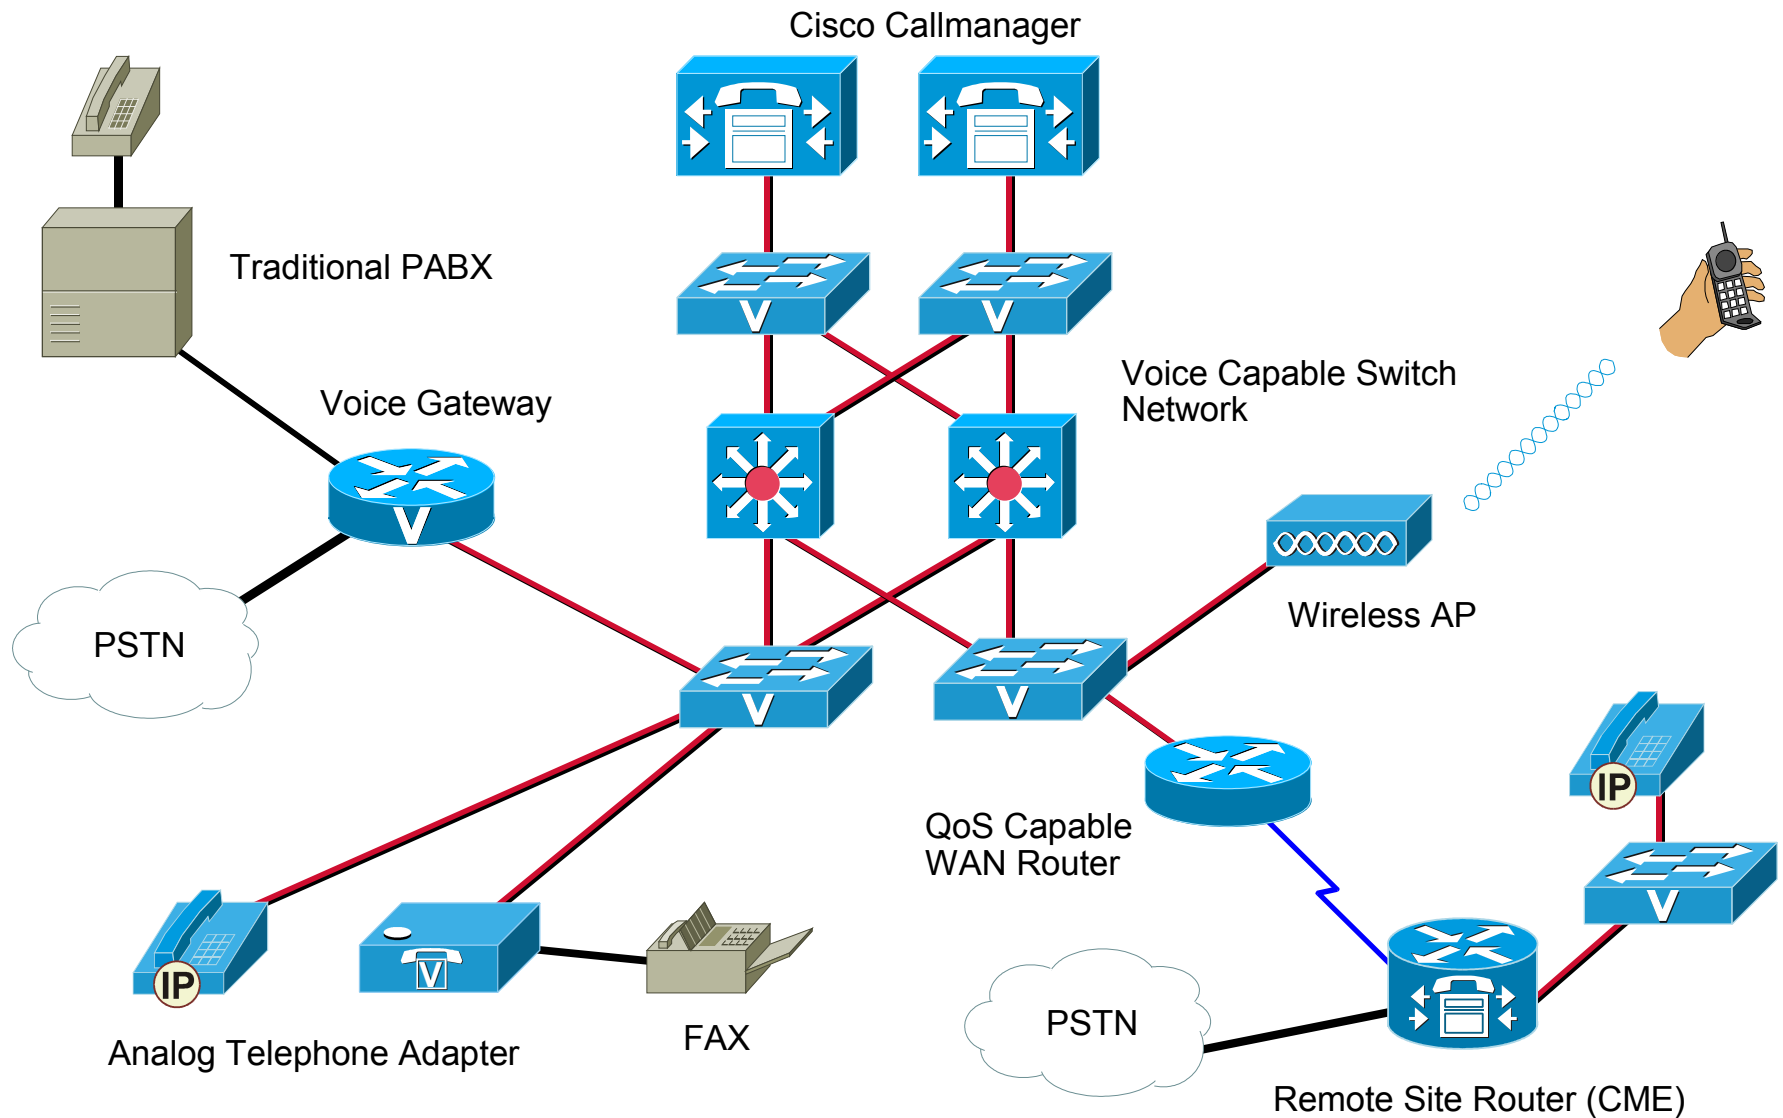 Cisco Callmanager
Traditional PABX
Voice Gateway
Voice Capable Switch
Network
V
V
V
PSTN
Wireless AP
V
V
IP
QoS Capable
WAN Router
V
IP
V
FAX
PSTN
Analog Telephone Adapter
Remote Site Router (CME)